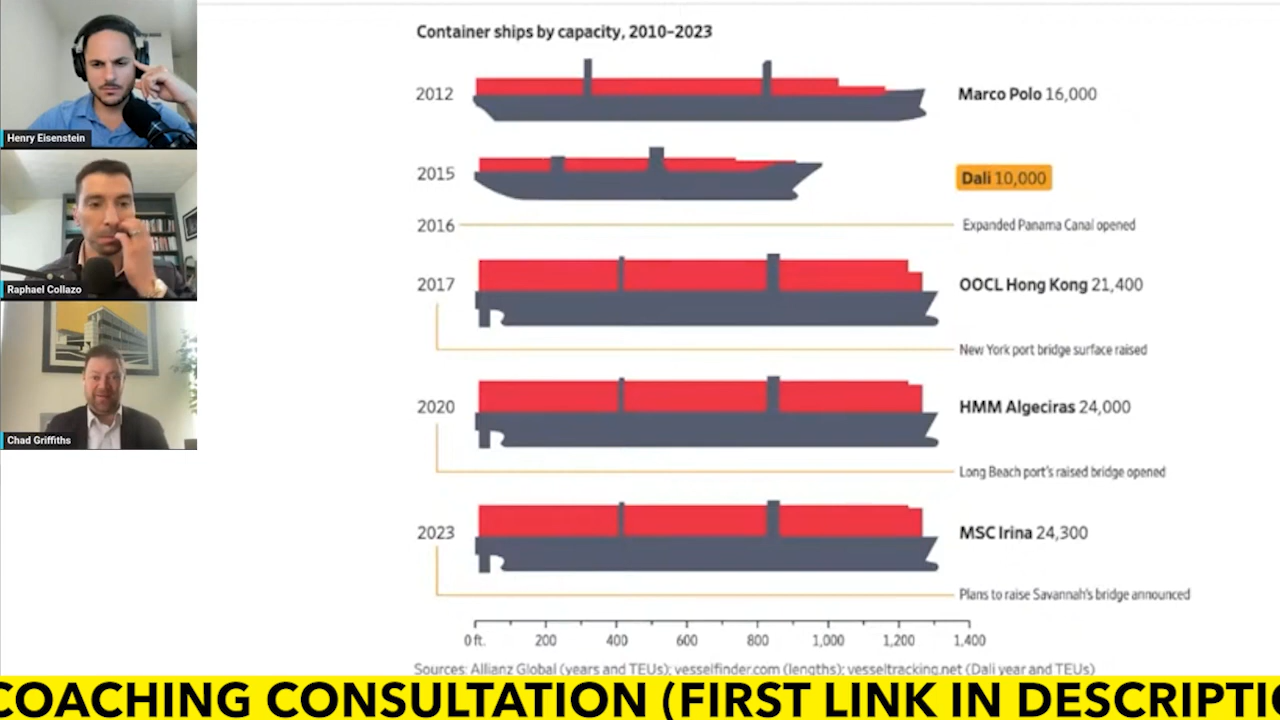 Henry Eisenstein
Raphael Collazo
Chad Griffiths
Container ships by capacity, 2010–2023
2012
Marco Polo 16,000
2015
Dali 10,000
2016
Expanded Panama Canal opened
2017
OOCL Hong Kong 21,400
New York port bridge surface raised
2020
HMM Algeciras 24,000
Long Beach port's raised bridge opened
2023
MSC Irina 24,300
Plans to raise Savannah's bridge announced
0 ft. 200 400 600 800 1,000 1,200 1,400
Sources: Allianz Global (years and TEUs); vesselfinder.com (lengths); vesseltracking.net (Dali year and TEUs)
COACHING CONSULTATION (FIRST LINK IN DESCRIPTIO